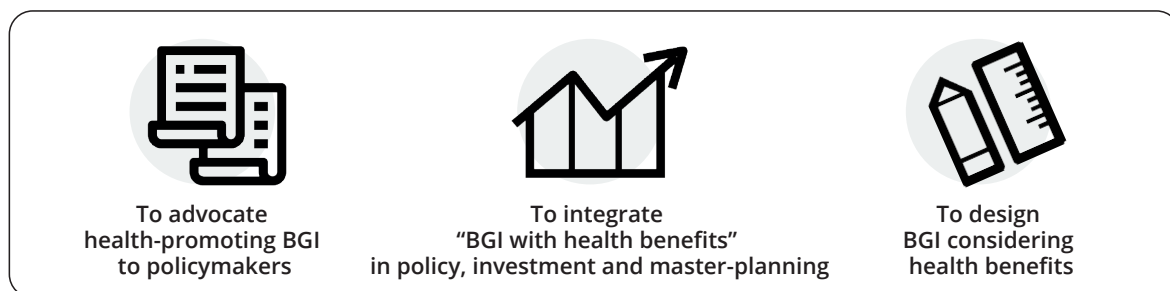 To advocate
health-promoting BGI
to policymakers
To integrate
“BGI with health benefits”
in policy, investment and master-planning
To design
BGI considering
health benefits